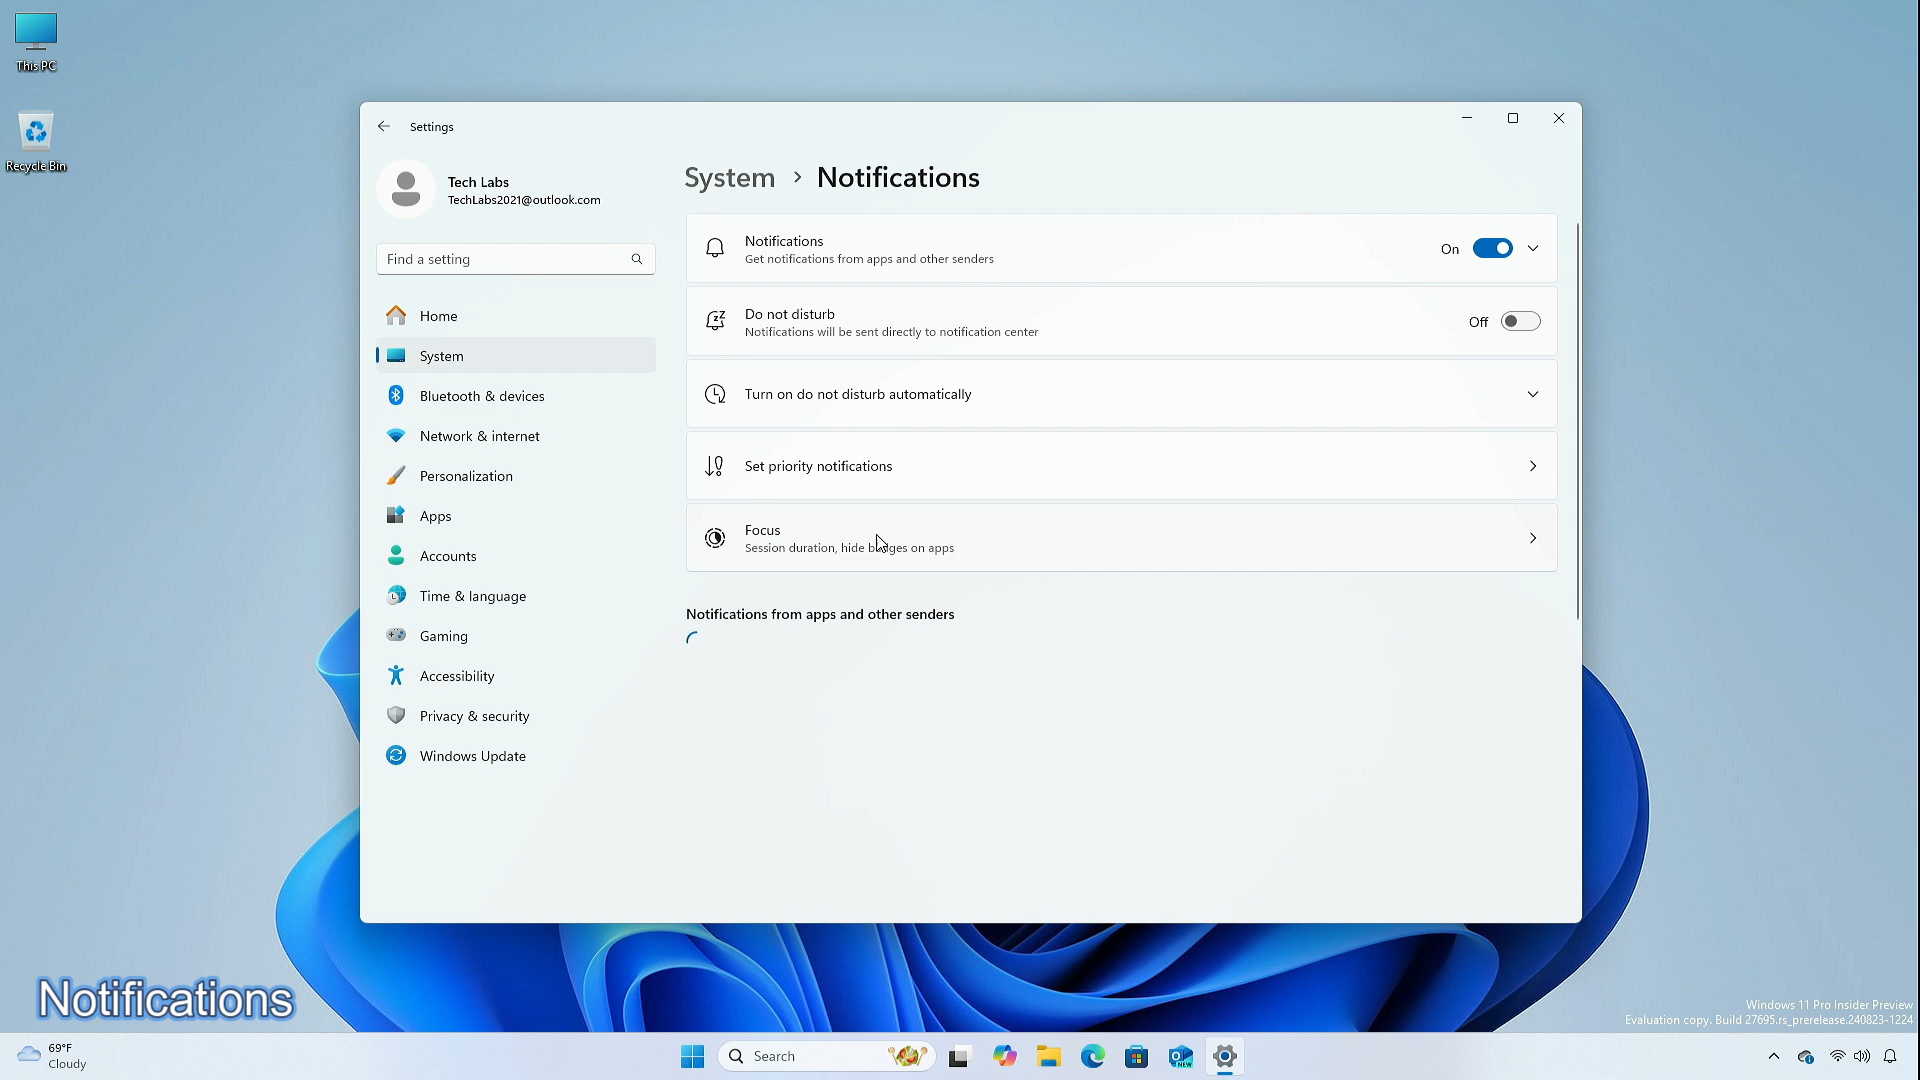 This PC
Recycle Bin
Settings
Tech Labs
TechLabs2021@outlook.com
Find a setting
Home
System
Bluetooth & devices
Network & internet
Personalization
Apps
Accounts
Time & language
Gaming
Accessibility
Privacy & security
Windows Update
System > Notifications
Notifications
Get notifications from apps and other senders
On
Do not disturb
Notifications will be sent directly to notification center
Off
Turn on do not disturb automatically
Set priority notifications
Focus
Session duration, hide badges on apps
Notifications from apps and other senders
Notifications
Windows 11 Pro Insider Preview
Evaluation copy. Build 27695.rs_prerelease.240823-1224
69°F
Cloudy
Search
NEW